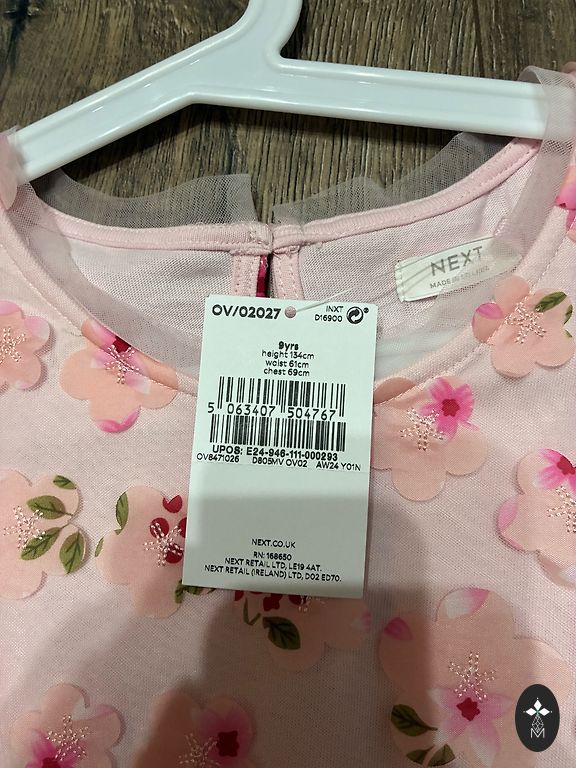 NEXT
MADE IN
OV/02027
INXT
D16900
9yrs
height 134cm
waist 61cm
chest 69cm
5 063407 504767
UPOS: E24-946-111-000293
OV8471026 D805MV OV02 AW24 Y01N
NEXT.CO.UK
RN: 168650
NEXT RETAIL LTD, LE19 4AT.
NEXT RETAIL (IRELAND) LTD, D02 ED70.
M